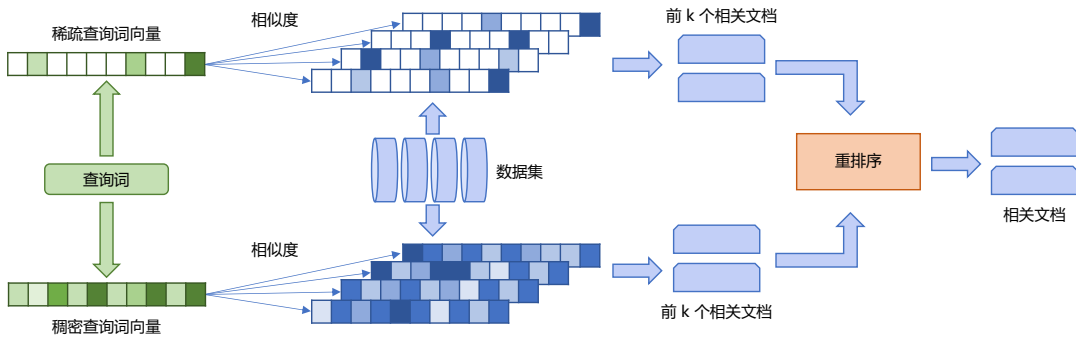 稀疏查询词向量
相似度
前 k 个相关文档
查询词
数据集
重排序
相关文档
相似度
稠密查询词向量
前 k 个相关文档